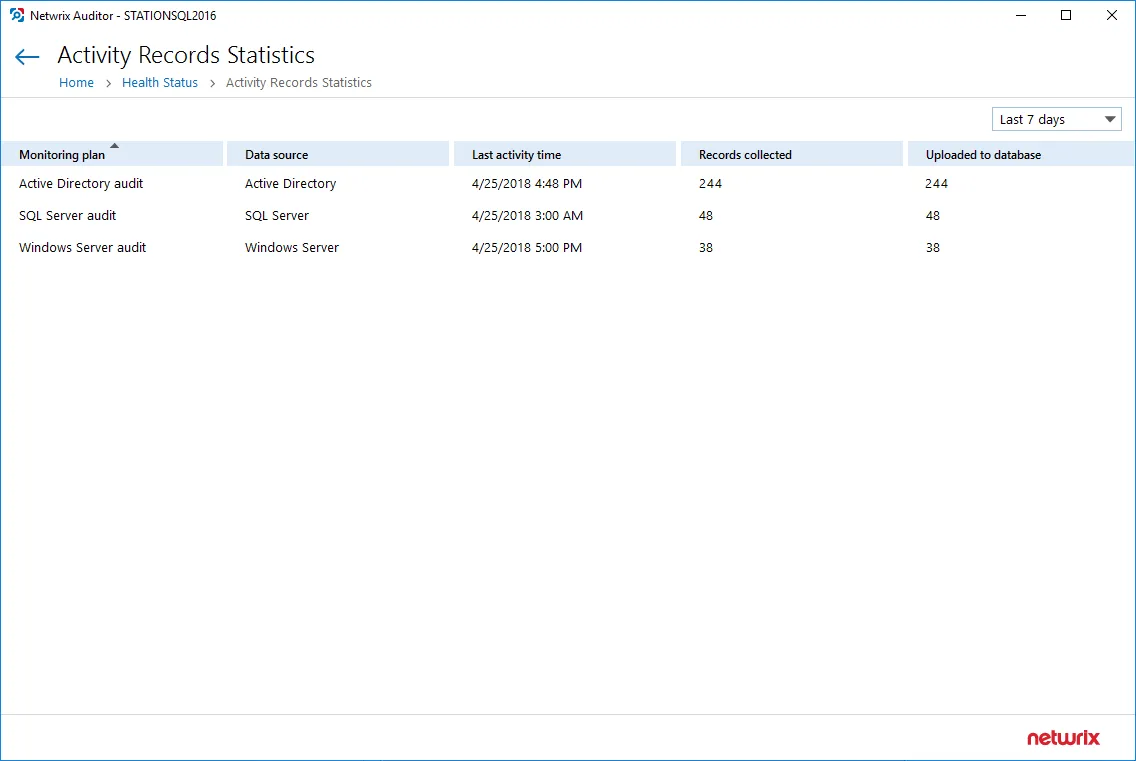 Netwrix Auditor - STATIONSQL2016
Activity Records Statistics
Home > Health Status > Activity Records Statistics
Last 7 days
Monitoring plan Data source Last activity time Records collected Uploaded to database
Active Directory audit Active Directory 4/25/2018 4:48 PM 244 244
SQL Server audit SQL Server 4/25/2018 3:00 AM 48 48
Windows Server audit Windows Server 4/25/2018 5:00 PM 38 38
netwrix